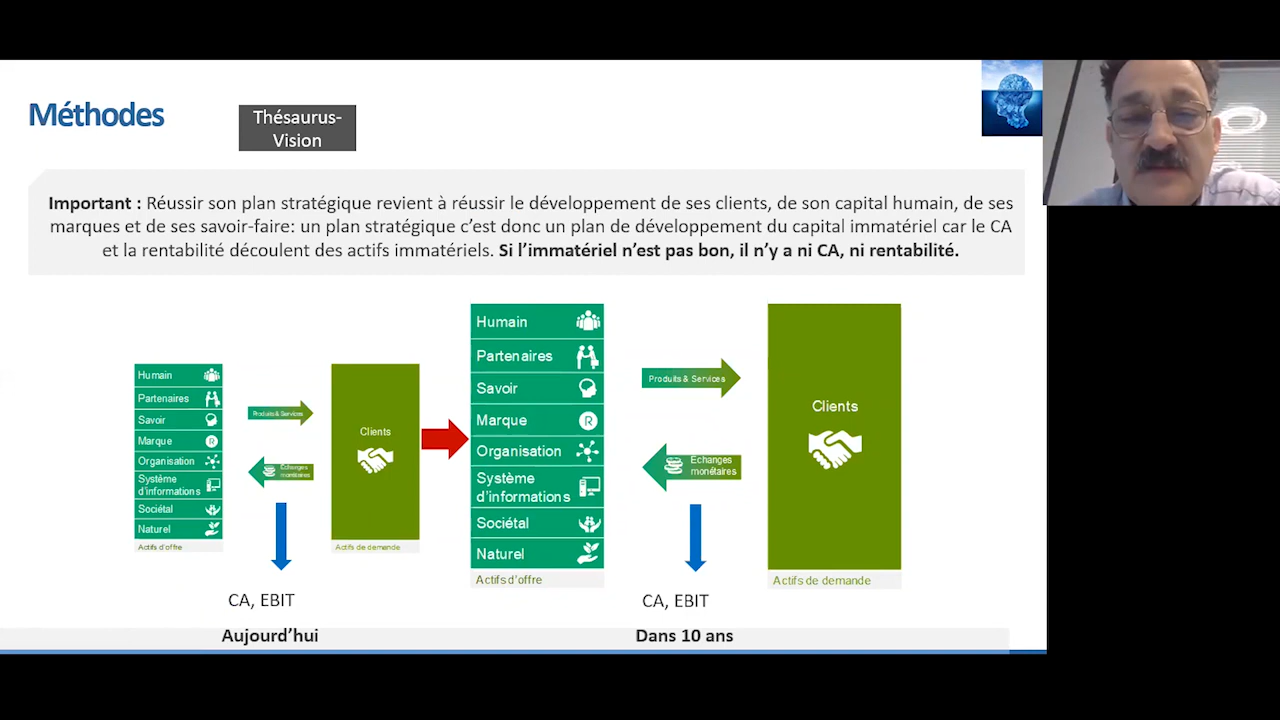 Méthodes
Thésaurus-
Vision
Important : Réussir son plan stratégique revient à réussir le développement de ses clients, de son capital humain, de ses
marques et de ses savoir-faire: un plan stratégique c’est donc un plan de développement du capital immatériel car le CA
et la rentabilité découlent des actifs immatériels. Si l’immatériel n’est pas bon, il n’y a ni CA, ni rentabilité.
Humain
Partenaires
Savoir
Marque
R
Organisation
Système
d’informations
Sociétal
Naturel
Actifs d’offre
Produits & Services
Echanges
monétaires
Clients
Actifs de demande
CA, EBIT
Aujourd’hui
Humain
Partenaires
Savoir
Marque
R
Organisation
Système
d’informations
Sociétal
Naturel
Actifs d’offre
Produits & Services
Echanges
monétaires
Clients
Actifs de demande
CA, EBIT
Dans 10 ans